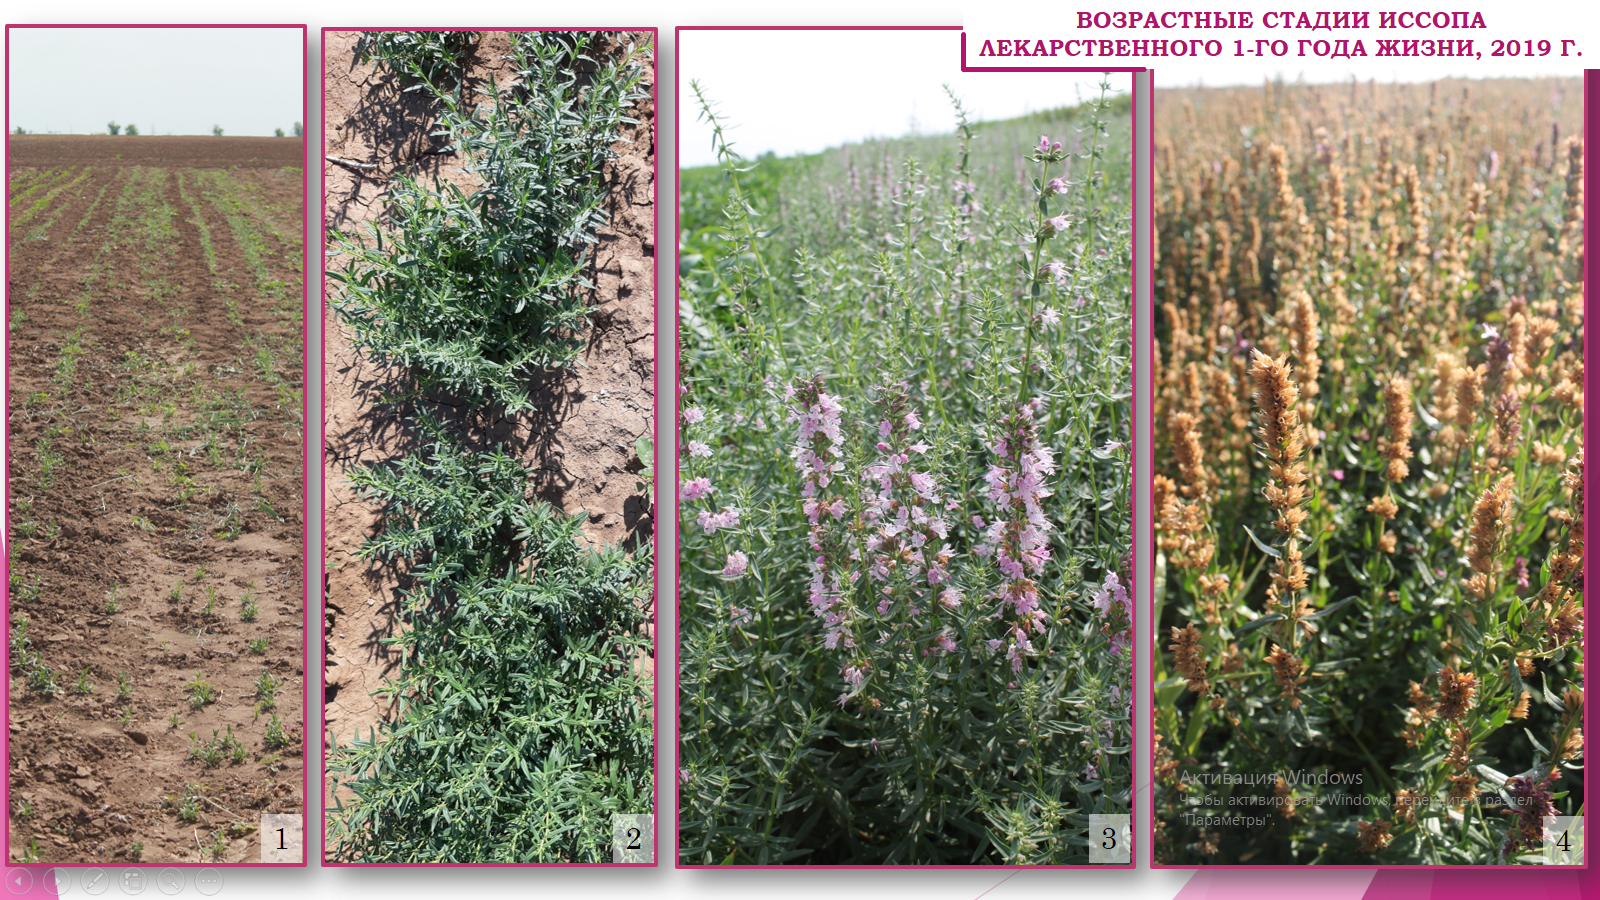 ВОЗРАСТНЫЕ СТАДИИ ИССОПА
ЛЕКАРСТВЕННОГО 1-ГО ГОДА ЖИЗНИ, 2019 Г.
1
2
3
4
Активация Windows
Чтобы активировать Windows, перейдите в раздел
"Параметры".